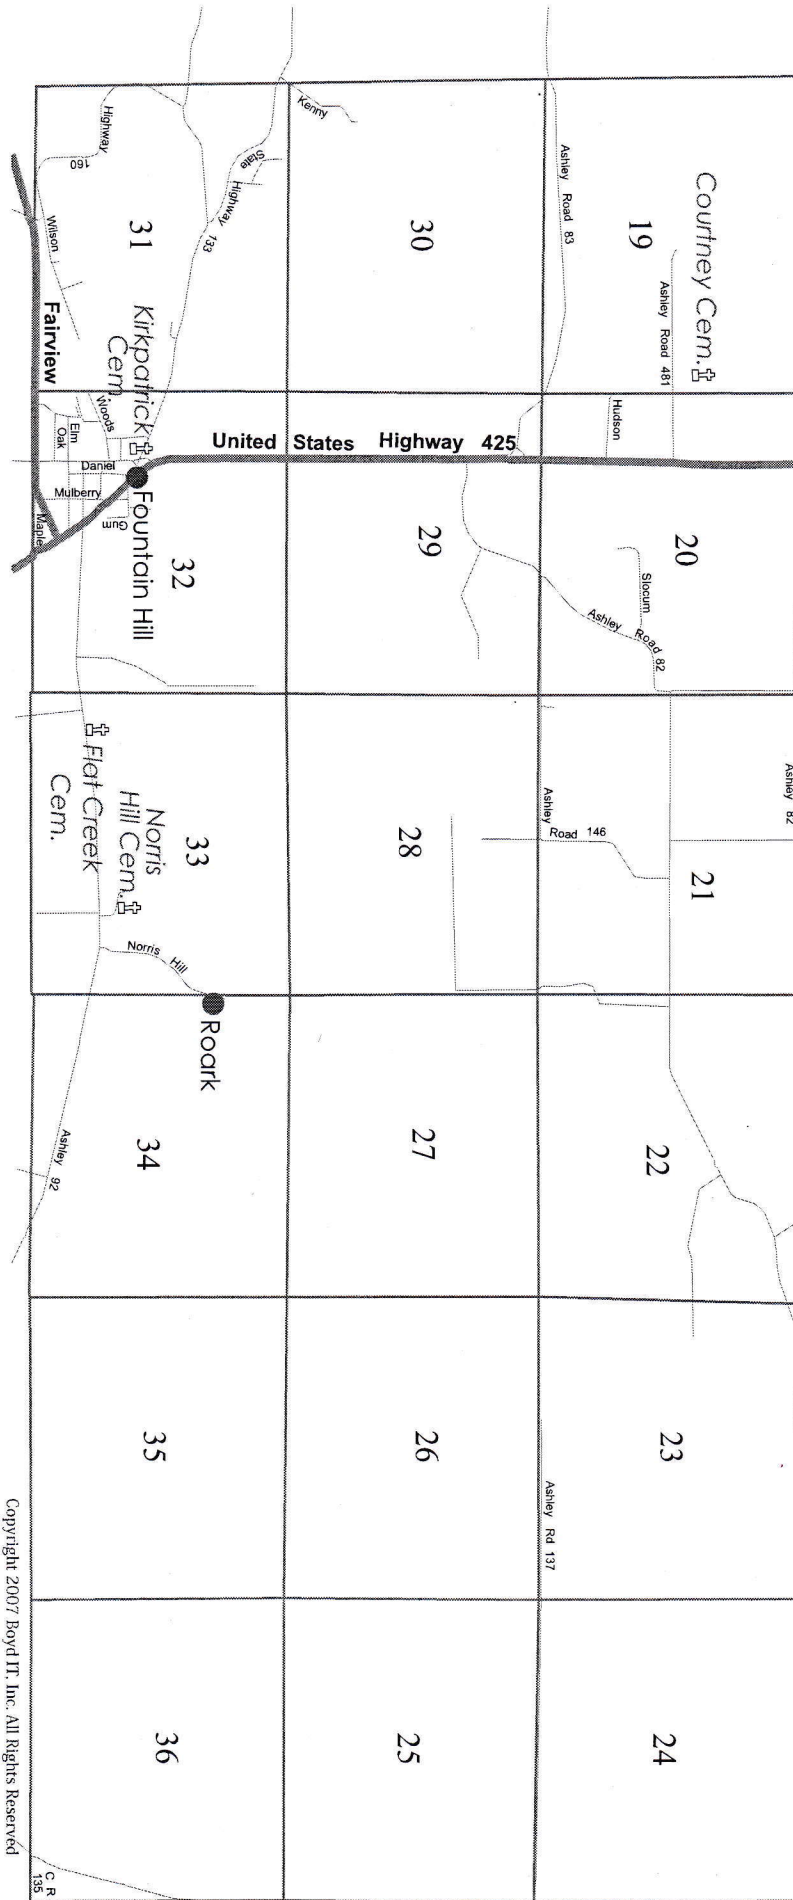 Courtney Cem.
19
Ashley Road 481
Ashley Road 83
30
Kenny
State Highway 133
31
Highway 160
Wilson
Fairview
Kirkpatrick
Cem.
Woods
Elm
Oak
Daniel
Mulberry
Maple
Gum
Fountain Hill
United States Highway 425
Hudson
20
Slocum
Ashley Road 82
29
32
Ashley 82
21
Ashley Road 146
28
33
Norris
Hill Cem.
Flat Creek
Cem.
Norris Hill
Roark
22
27
34
Ashley 92
23
26
35
Ashley Rd 137
24
25
36
C R
135
Copyright 2007 Boyd IT, Inc. All Rights Reserved